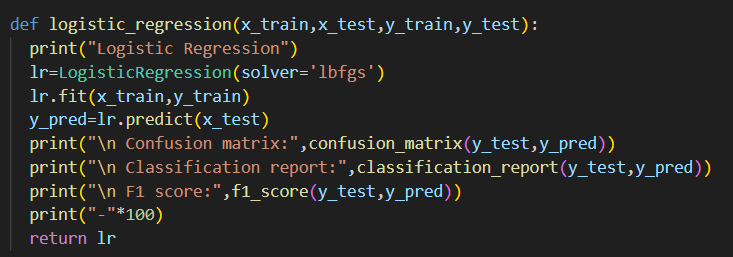 def logistic_regression(x_train,x_test,y_train,y_test):
  print("Logistic Regression")
  lr=LogisticRegression(solver='lbfgs')
  lr.fit(x_train,y_train)
  y_pred=lr.predict(x_test)
  print("\n Confusion matrix:",confusion_matrix(y_test,y_pred))
  print("\n Classification report:",classification_report(y_test,y_pred))
  print("\n F1 score:",f1_score(y_test,y_pred))
  print("-"*100)
  return lr